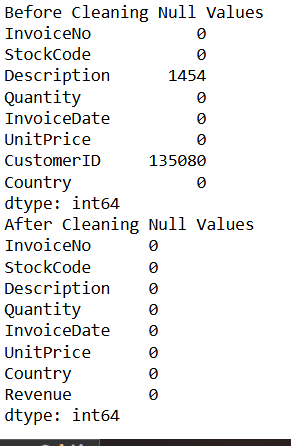 Before Cleaning Null Values
InvoiceNo 0
StockCode 0
Description 1454
Quantity 0
InvoiceDate 0
UnitPrice 0
CustomerID 135080
Country 0
dtype: int64
After Cleaning Null Values
InvoiceNo 0
StockCode 0
Description 0
Quantity 0
InvoiceDate 0
UnitPrice 0
Country 0
Revenue 0
dtype: int64